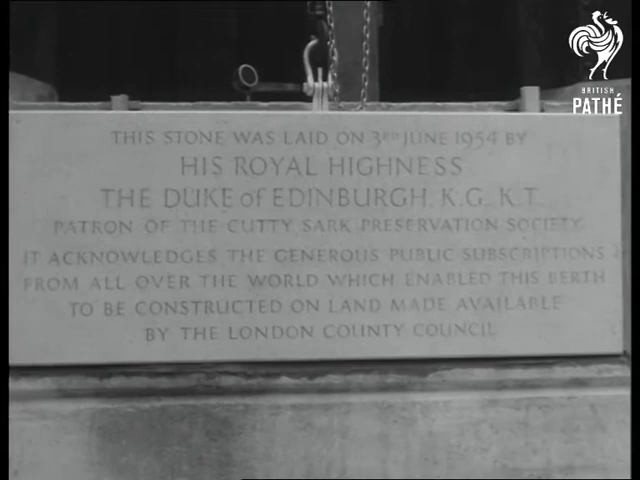 BRITISH
PATHÉ
THIS STONE WAS LAID ON 3RD JUNE 1954 BY
HIS ROYAL HIGHNESS
THE DUKE of EDINBURGH, K.G., K.T.
PATRON OF THE CUTTY SARK PRESERVATION SOCIETY
IT ACKNOWLEDGES THE GENEROUS PUBLIC SUBSCRIPTIONS
FROM ALL OVER THE WORLD WHICH ENABLED THIS BERTH
TO BE CONSTRUCTED ON LAND MADE AVAILABLE
BY THE LONDON COUNTY COUNCIL